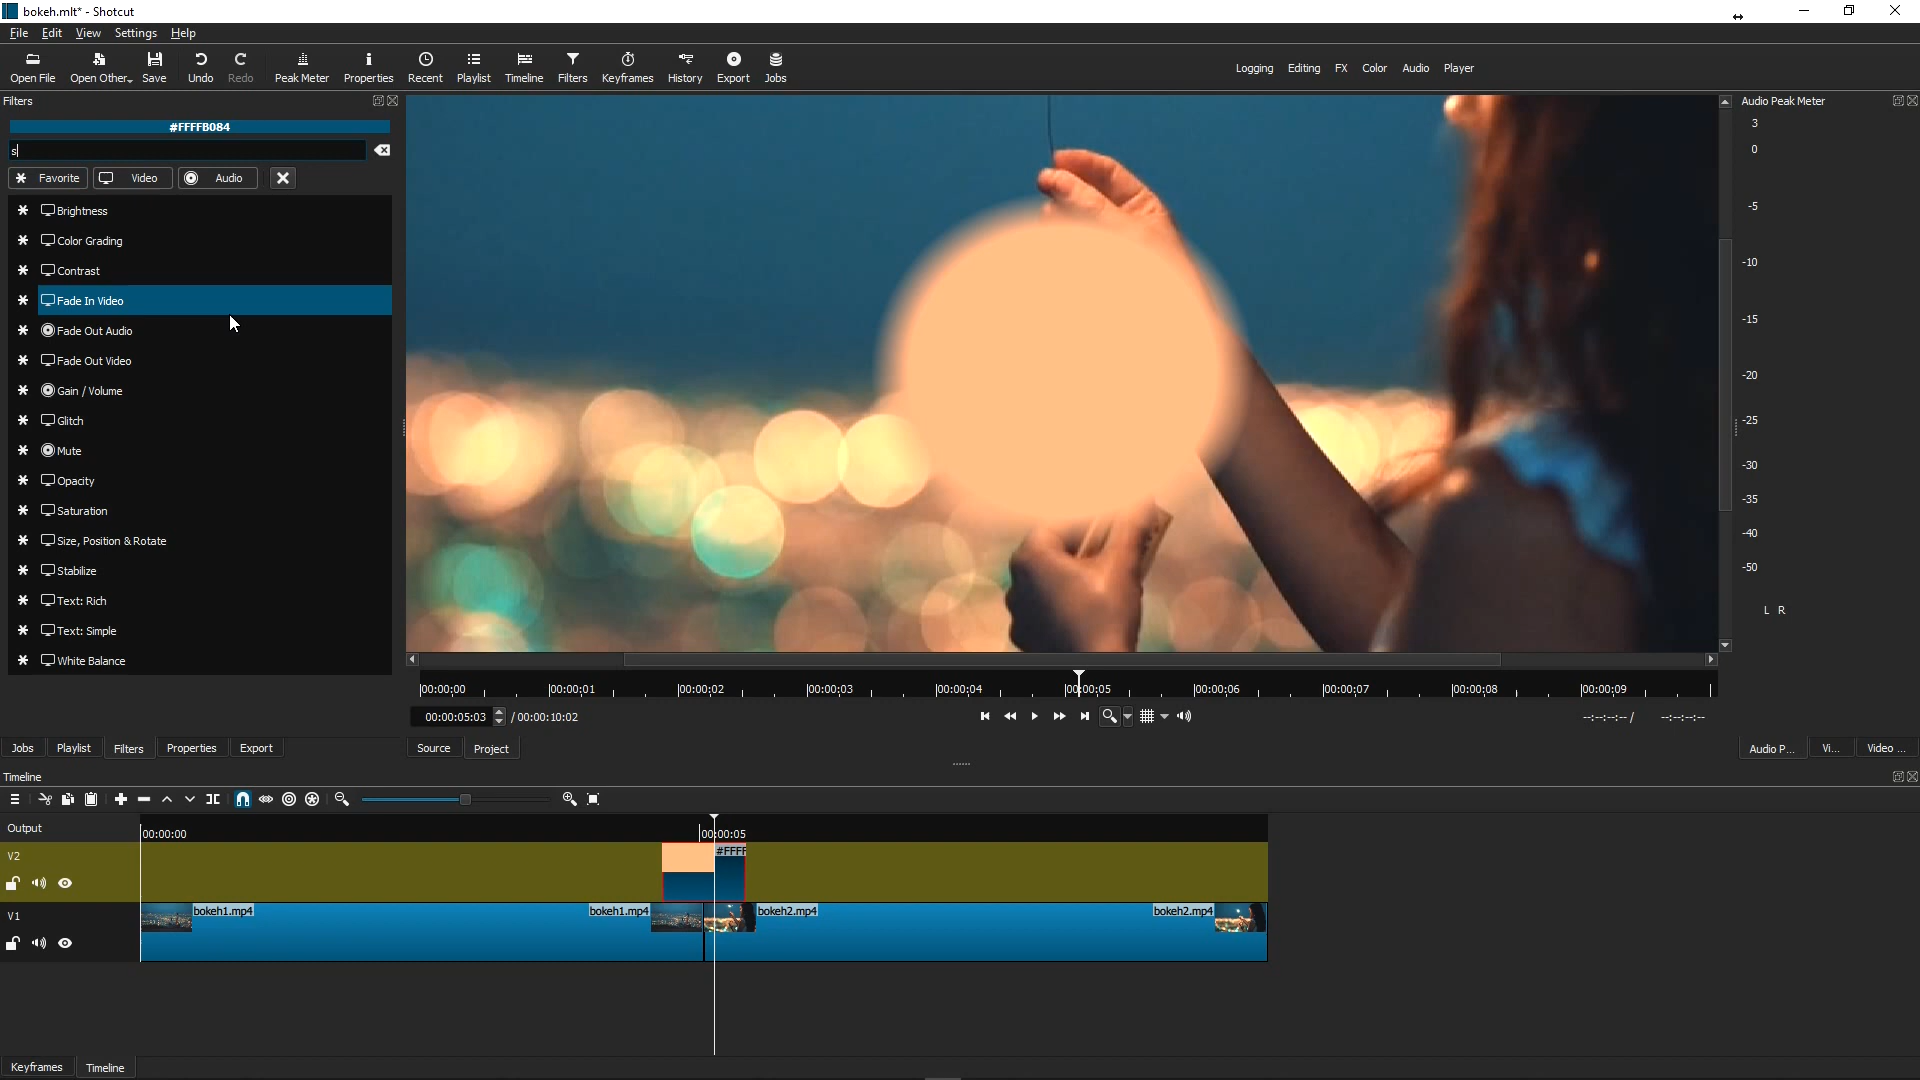 bokeh.mlt* - Shotcut
File Edit View Settings Help
Open File Open Other Save Undo Redo Peak Meter Properties Recent Playlist Timeline Filters Keyframes History Export Jobs
Logging Editing FX Color Audio Player
Filters
#FFFFB084
s
Favorite Video Audio
Brightness
Color Grading
Contrast
Fade In Video
Fade Out Audio
Fade Out Video
Gain / Volume
Glitch
Mute
Opacity
Saturation
Size, Position & Rotate
Stabilize
Text: Rich
Text: Simple
White Balance
Audio Peak Meter
3
0
-5
-10
-15
-20
-25
-30
-35
-40
-50
L R
00:00:00 00:00:01 00:00:02 00:00:03 00:00:04 00:00:05 00:00:06 00:00:07 00:00:08 00:00:09
00:00:05:03 / 00:00:10:02
--:--:--:-- / --:--:--:--
Jobs Playlist Filters Properties Export
Source Project
Audio P... Vi... Video ...
Timeline
Output
00:00:00 00:00:05
V2
#FFFF
V1
bokeh1.mp4 bokeh1.mp4 bokeh2.mp4 bokeh2.mp4
Keyframes Timeline